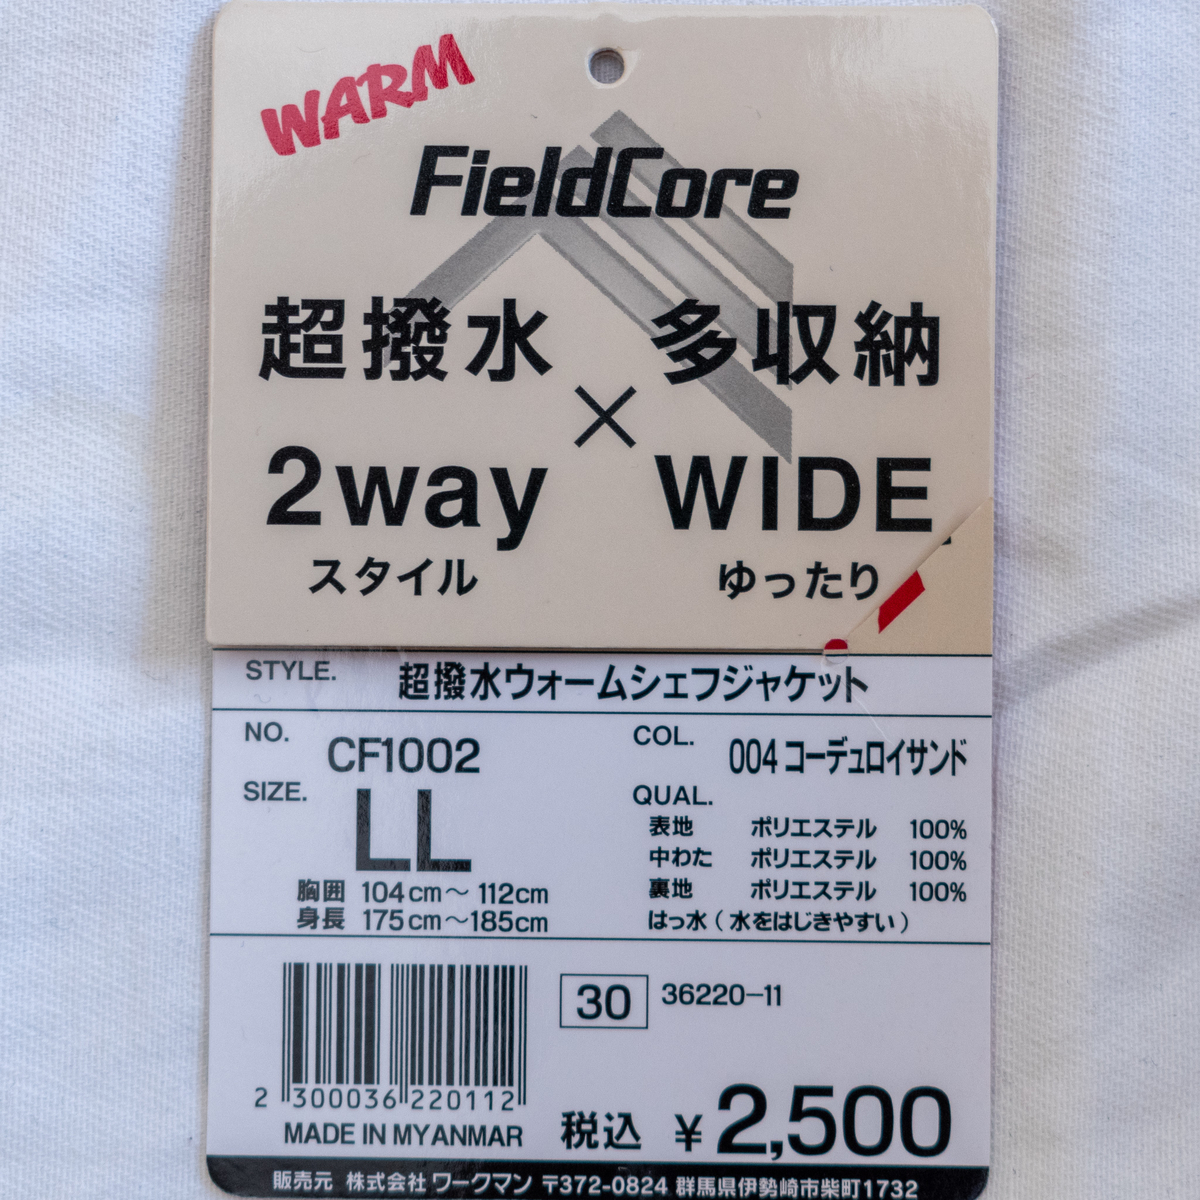 WARM
FieldCore
超撥水 × 多収納
2way WIDE
スタイル ゆったり
STYLE. 超撥水ウォームシェフジャケット
NO. CF1002
COL. 004 コーデュロイサンド
SIZE. LL
胸囲 104cm～112cm
身長 175cm～185cm
QUAL.
表地 ポリエステル 100%
中わた ポリエステル 100%
裏地 ポリエステル 100%
はっ水(水をはじきやすい)
30 36220-11
2 300036 220112
MADE IN MYANMAR
税込 ¥2,500
販売元 株式会社 ワークマン 〒372-0824 群馬県伊勢崎市柴町1732